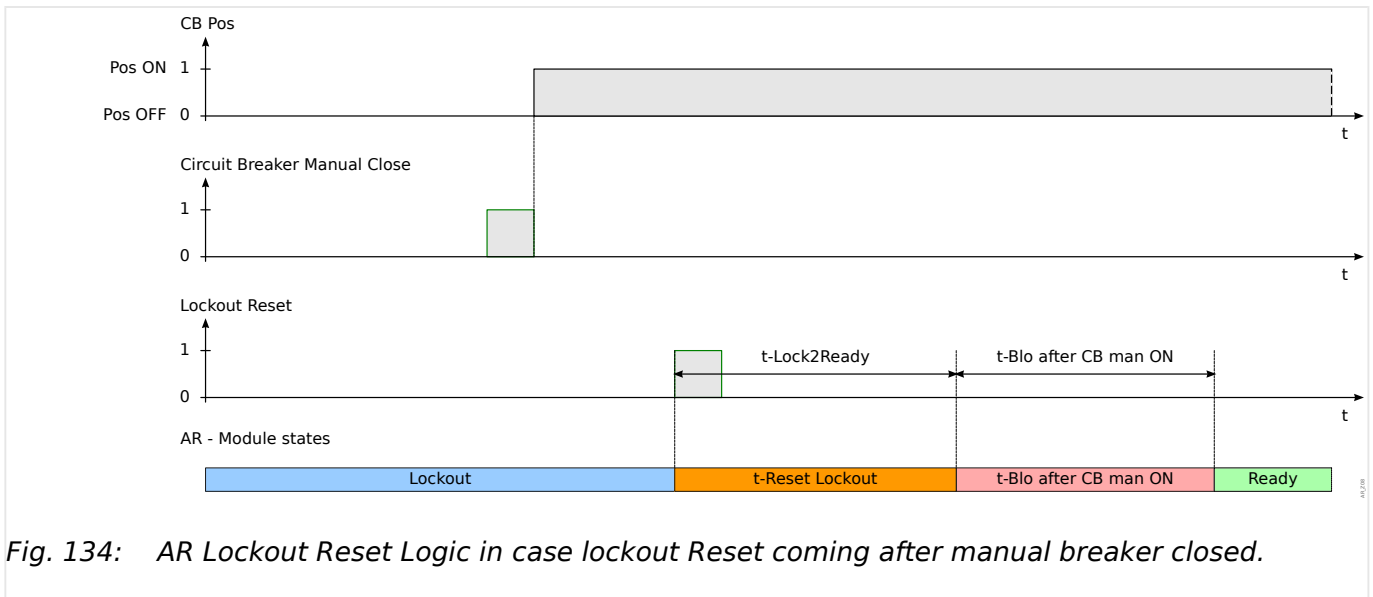 CB Pos
Pos ON 1
Pos OFF 0
t
Circuit Breaker Manual Close
1
0
t
Lockout Reset
1 t-Lock2Ready t-Blo after CB man ON
0
t
AR - Module states
Lockout t-Reset Lockout t-Blo after CB man ON Ready
Fig. 134: AR Lockout Reset Logic in case lockout Reset coming after manual breaker closed.